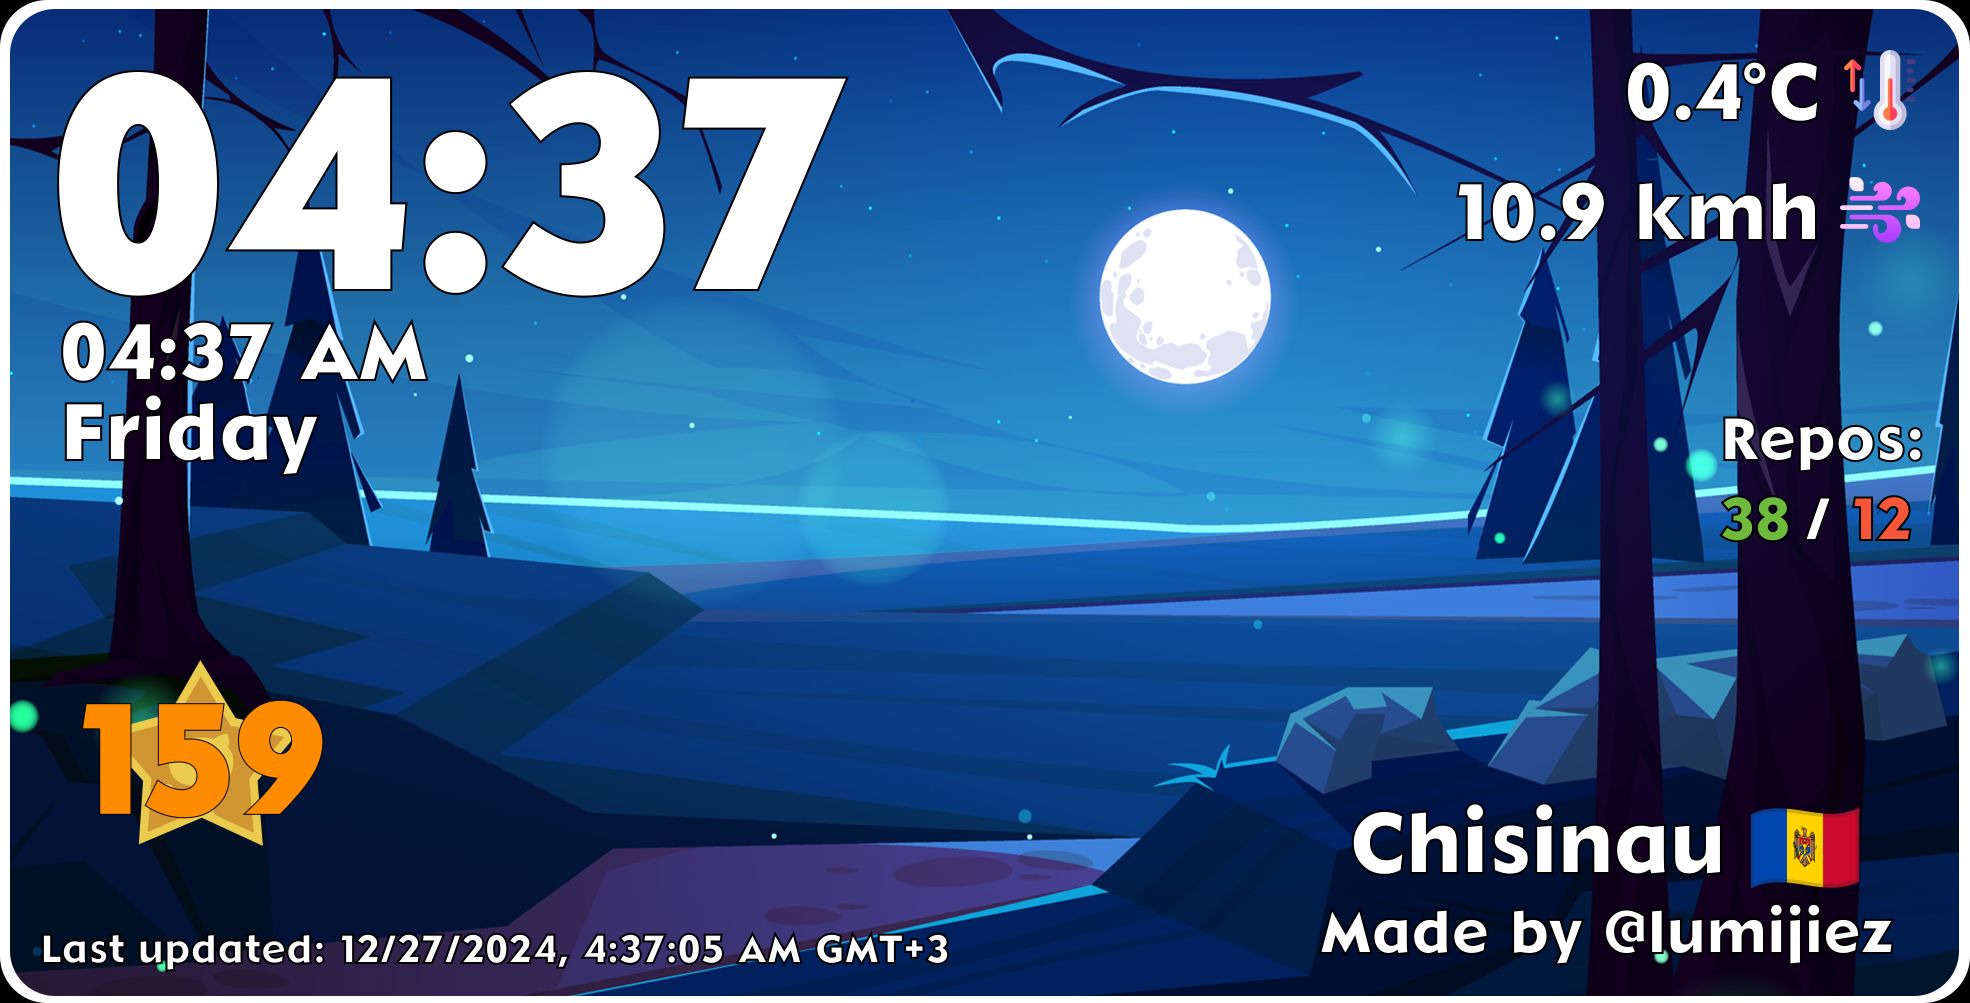 04:37
04:37 AM
Friday
0.4°C
10.9 kmh
Repos:
38 / 12
159
Chisinau
Made by @lumijiez
Last updated: 12/27/2024, 4:37:05 AM GMT+3